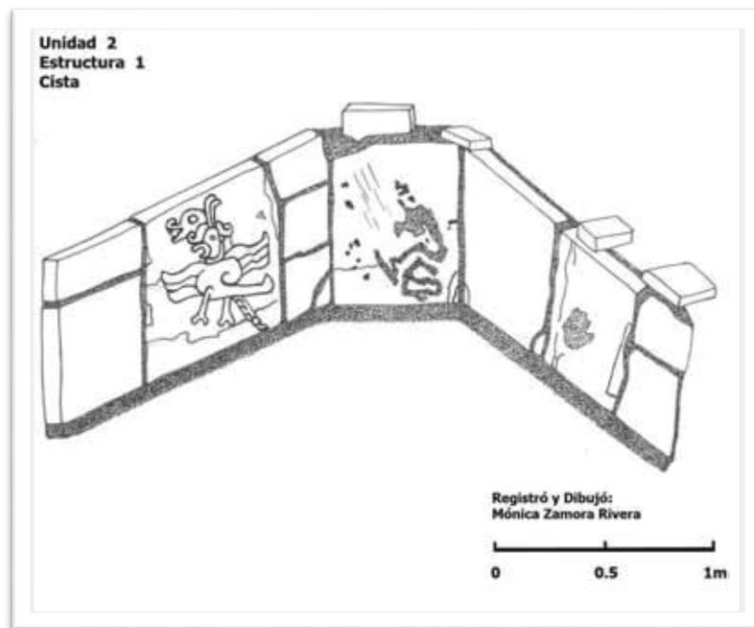 Unidad 2
Estructura 1
Cista
Registró y Dibujó:
Mónica Zamora Rivera
0 0.5 1m